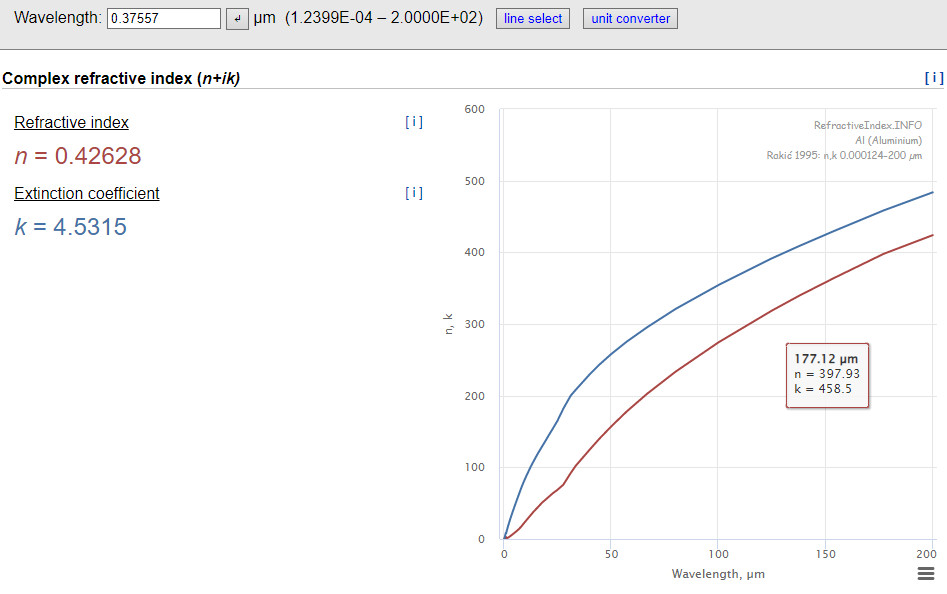 Wavelength: 0.37557 ↲ µm (1.2399E-04 – 2.0000E+02) line select unit converter
Complex refractive index (n+ik) [ i ]
Refractive index [ i ]
n = 0.42628
Extinction coefficient [ i ]
k = 4.5315
RefractiveIndex.INFO
Al (Aluminium)
Rakić 1995: n,k 0.000124-200 µm
n, k
600
500
400
300
200
100
0
177.12 µm
n = 397.93
k = 458.5
0 50 100 150 200
Wavelength, µm